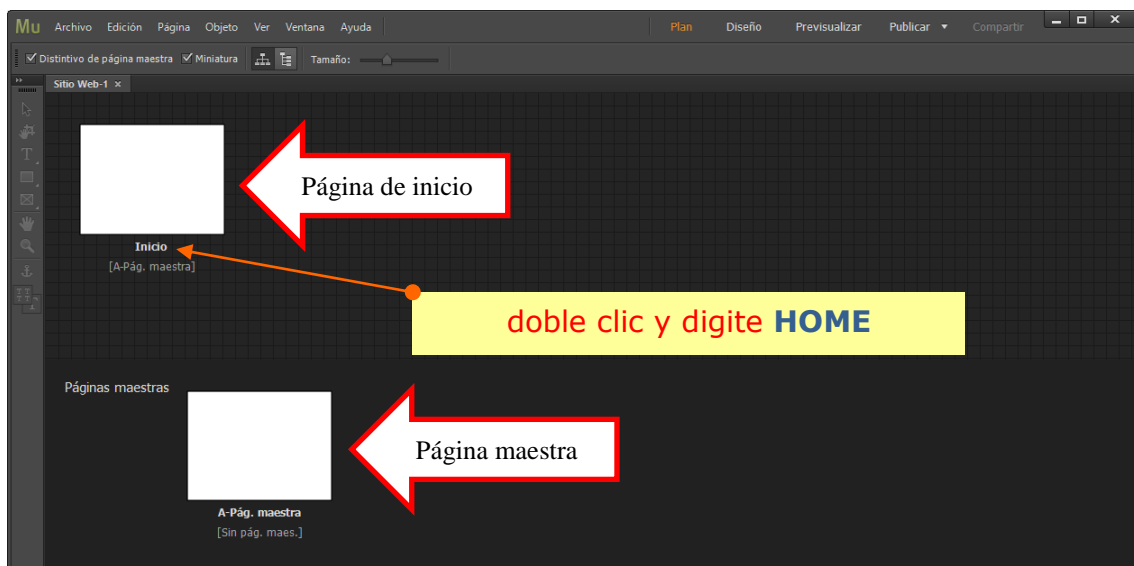 Mu Archivo Edición Página Objeto Ver Ventana Ayuda Plan Diseño Previsualizar Publicar Compartir
Distintivo de página maestra Miniatura Tamaño:
Sitio Web-1 ×
Página de inicio
Inicio
[A-Pág. maestra]
doble clic y digite HOME
Páginas maestras
Página maestra
A-Pág. maestra
[Sin pág. maes.]